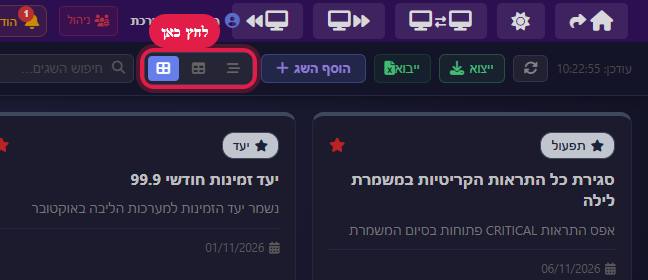 ניהול
1
לחץ כאן
עודכן: 10:22:55
ייצוא
ייבוא
הוסף השג +
חיפוש השגים...
תפעול
סגירת כל התראות הקריטיות במשמרת
לילה
אפס התראות CRITICAL פתוחות בסיום המשמרת
06/11/2026
יעד
יעד זמינות חודשי 99.9
נשמר יעד הזמינות למערכות הליבה באוקטובר
01/11/2026